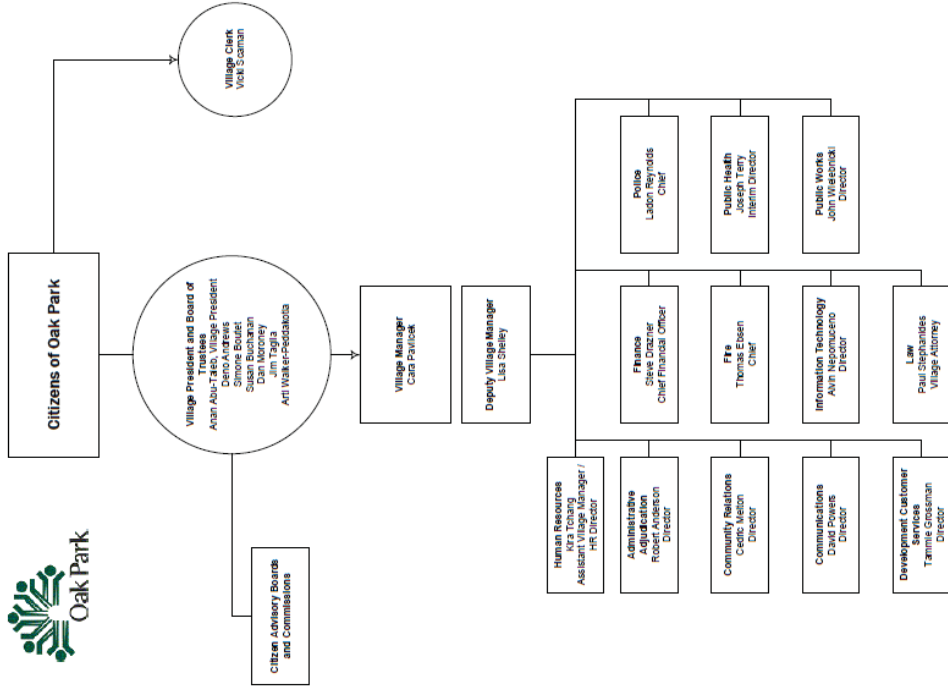 Oak Park
Citizens of Oak Park
Village Clerk
Vicki Scaman
Village President and Board of
Trustees
Anan Abu-Taleb, Village President
Deno Andrews
Simone Boutet
Susan Buchanan
Dan Moroney
Jim Taglia
Arti Walker-Peddakotla
Citizen Advisory Boards
and Commissions
Village Manager
Cara Pavlicek
Deputy Village Manager
Lisa Shelley
Human Resources
Kira Tchang
Assistant Village Manager /
HR Director
Administrative
Adjudication
Robert Anderson
Director
Community Relations
Cedric Melton
Director
Communications
David Powers
Director
Development Customer
Services
Tammie Grossman
Director
Finance
Steve Drazner
Chief Financial Officer
Fire
Thomas Ebsen
Chief
Information Technology
Alvin Nepomuceno
Director
Law
Paul Stephanides
Village Attorney
Police
Ladon Reynolds
Chief
Public Health
Joseph Terry
Interim Director
Public Works
John Wielebnicki
Director